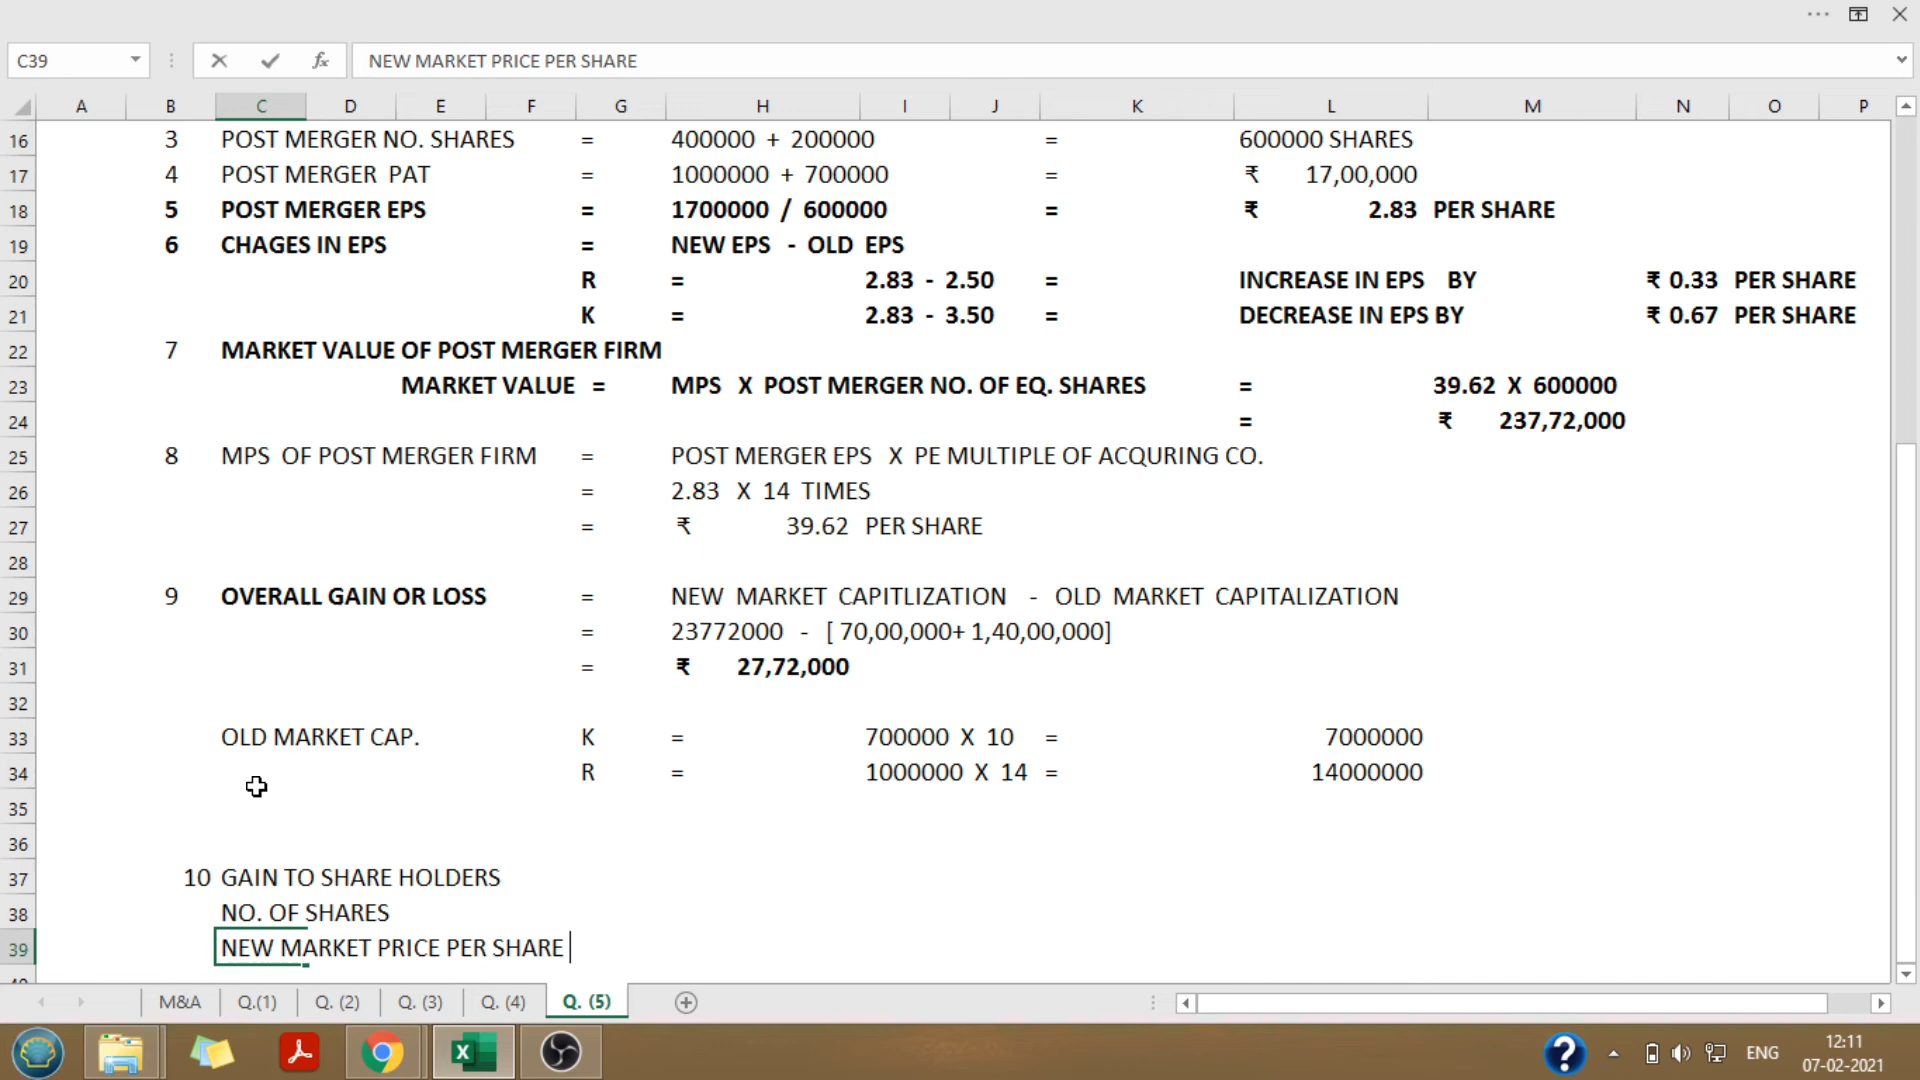 C39 NEW MARKET PRICE PER SHARE
A B C D E F G H I J K L M N O P
16 3 POST MERGER NO. SHARES = 400000 + 200000 = 600000 SHARES
17 4 POST MERGER PAT = 1000000 + 700000 = ₹ 17,00,000
18 5 POST MERGER EPS = 1700000 / 600000 = ₹ 2.83 PER SHARE
19 6 CHAGES IN EPS = NEW EPS - OLD EPS
20 R = 2.83 - 2.50 = INCREASE IN EPS BY ₹ 0.33 PER SHARE
21 K = 2.83 - 3.50 = DECREASE IN EPS BY ₹ 0.67 PER SHARE
22 7 MARKET VALUE OF POST MERGER FIRM
23 MARKET VALUE = MPS X POST MERGER NO. OF EQ. SHARES = 39.62 X 600000
24 = ₹ 237,72,000
25 8 MPS OF POST MERGER FIRM = POST MERGER EPS X PE MULTIPLE OF ACQURING CO.
26 = 2.83 X 14 TIMES
27 = ₹ 39.62 PER SHARE
28
29 9 OVERALL GAIN OR LOSS = NEW MARKET CAPITLIZATION - OLD MARKET CAPITALIZATION
30 = 23772000 - [ 70,00,000+ 1,40,00,000]
31 = ₹ 27,72,000
32
33 OLD MARKET CAP. K = 700000 X 10 = 7000000
34 R = 1000000 X 14 = 14000000
35
36
37 10 GAIN TO SHARE HOLDERS
38 NO. OF SHARES
39 NEW MARKET PRICE PER SHARE
M&A Q.(1) Q. (2) Q. (3) Q. (4) Q. (5)
ENG 12:11
07-02-2021